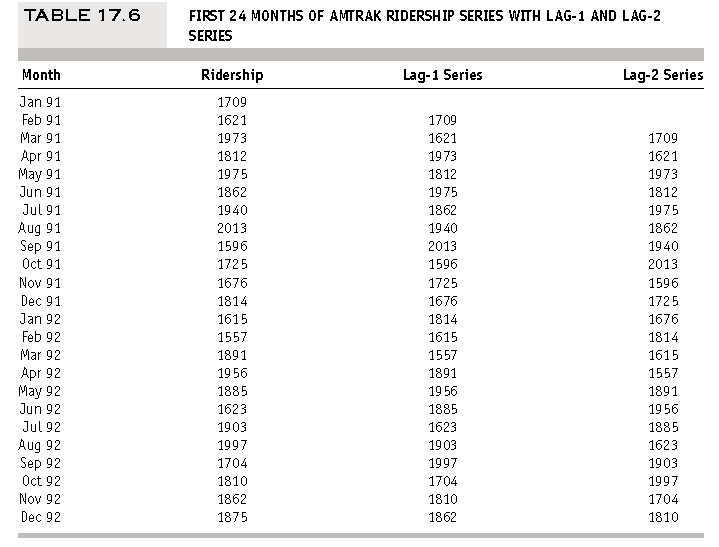 TABLE 17.6 FIRST 24 MONTHS OF AMTRAK RIDERSHIP SERIES WITH LAG-1 AND LAG-2
SERIES
Month Ridership Lag-1 Series Lag-2 Series
Jan 91 1709
Feb 91 1621 1709
Mar 91 1973 1621 1709
Apr 91 1812 1973 1621
May 91 1975 1812 1973
Jun 91 1862 1975 1812
Jul 91 1940 1862 1975
Aug 91 2013 1940 1862
Sep 91 1596 2013 1940
Oct 91 1725 1596 2013
Nov 91 1676 1725 1596
Dec 91 1814 1676 1725
Jan 92 1615 1814 1676
Feb 92 1557 1615 1814
Mar 92 1891 1557 1615
Apr 92 1956 1891 1557
May 92 1885 1956 1891
Jun 92 1623 1885 1956
Jul 92 1903 1623 1885
Aug 92 1997 1903 1623
Sep 92 1704 1997 1903
Oct 92 1810 1704 1997
Nov 92 1862 1810 1704
Dec 92 1875 1862 1810